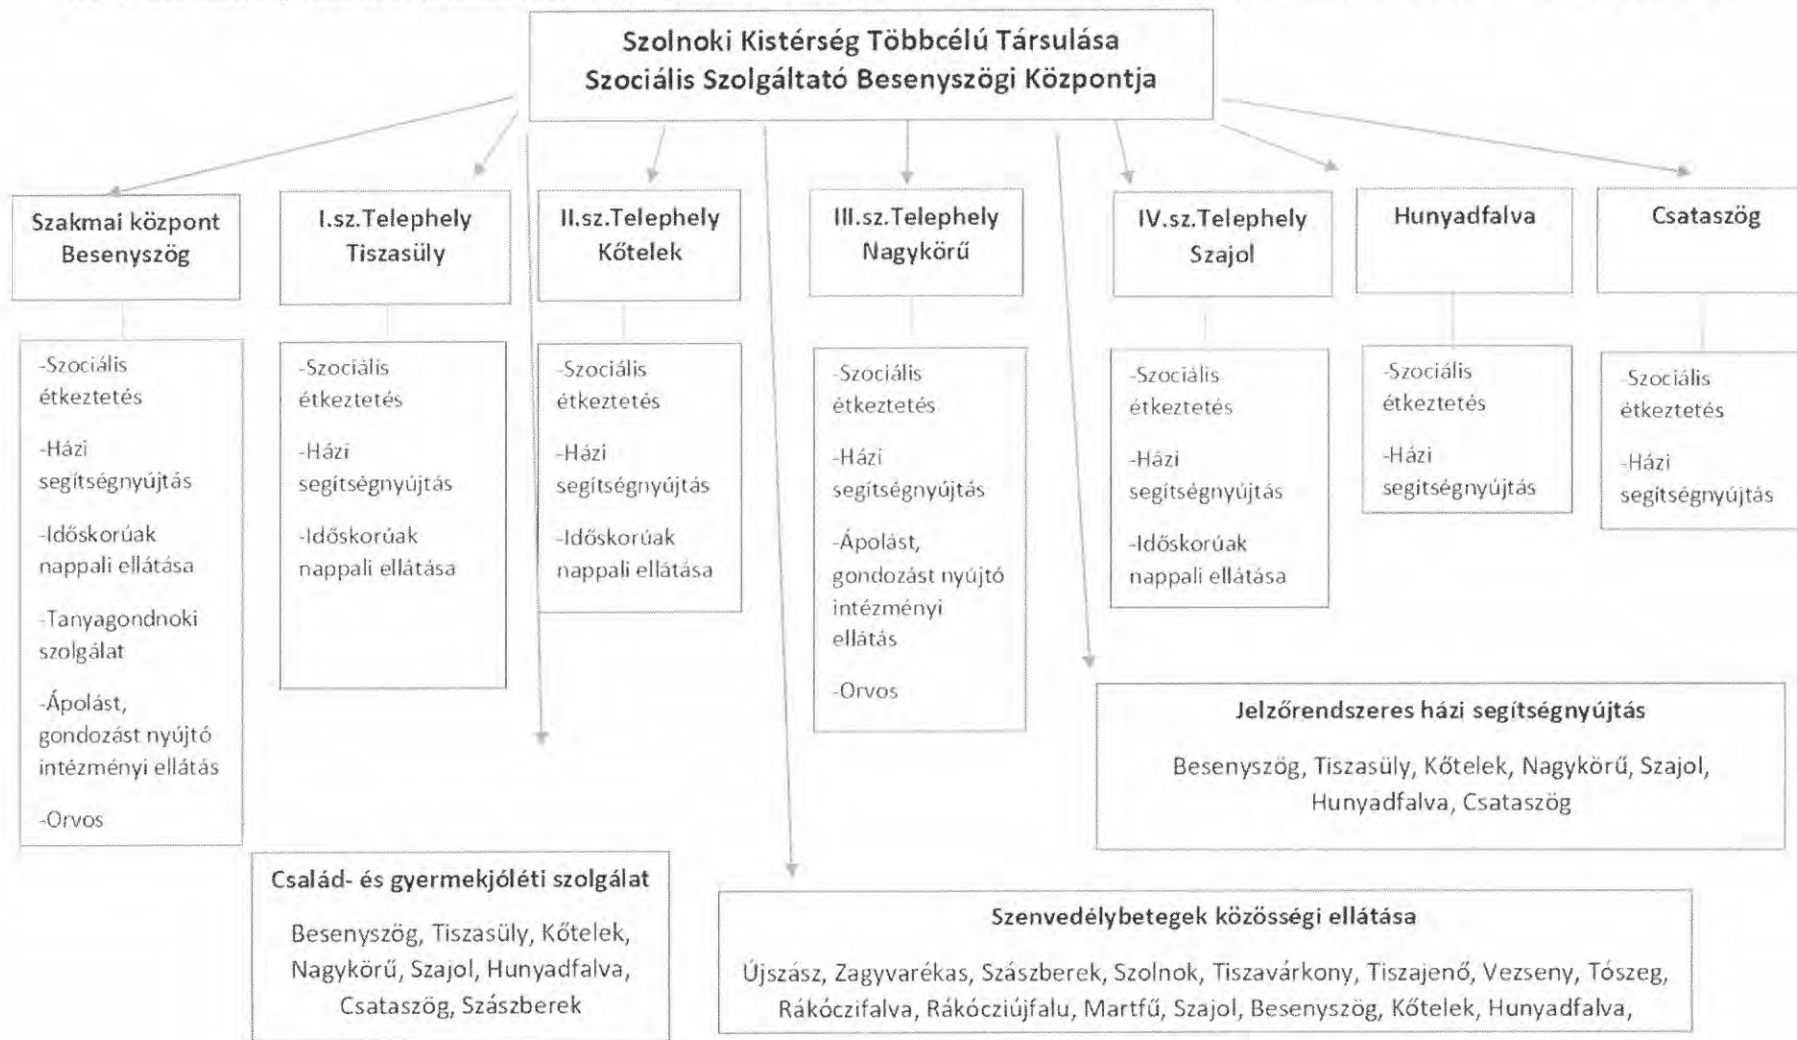 Szolnoki Kistérség Többcélú Társulása
Szociális Szolgáltató Besenyszögi Központja
Szakmai központ
Besenyszög
I.sz.Telephely
Tiszasüly
II.sz.Telephely
Kőtelek
III.sz.Telephely
Nagykörű
IV.sz.Telephely
Szajol
Hunyadfalva
Csataszög
-Szociális
étkeztetés
-Házi
segítségnyújtás
-Időskorúak
nappali ellátása
-Tanyagondnoki
szolgálat
-Ápolást,
gondozást nyújtó
intézményi ellátás
-Orvos
-Szociális
étkeztetés
-Házi
segítségnyújtás
-Időskorúak
nappali ellátása
-Szociális
étkeztetés
-Házi
segítségnyújtás
-Időskorúak
nappali ellátása
-Szociális
étkeztetés
-Házi
segítségnyújtás
-Ápolást,
gondozást nyújtó
intézményi
ellátás
-Orvos
-Szociális
étkeztetés
-Házi
segítségnyújtás
-Időskorúak
nappali ellátása
-Szociális
étkeztetés
-Házi
segítségnyújtás
-Szociális
étkeztetés
-Házi
segítségnyújtás
Jelzőrendszeres házi segítségnyújtás
Besenyszög, Tiszasüly, Kőtelek, Nagykörű, Szajol,
Hunyadfalva, Csataszög
Család- és gyermekjóléti szolgálat
Besenyszög, Tiszasüly, Kőtelek,
Nagykörű, Szajol, Hunyadfalva,
Csataszög, Szászberek
Szenvedélybetegek közösségi ellátása
Újszász, Zagyvarékas, Szászberek, Szolnok, Tiszavárkony, Tiszajenő, Vezseny, Tószeg,
Rákóczifalva, Rákócziújfalu, Martfű, Szajol, Besenyszög, Kőtelek, Hunyadfalva,